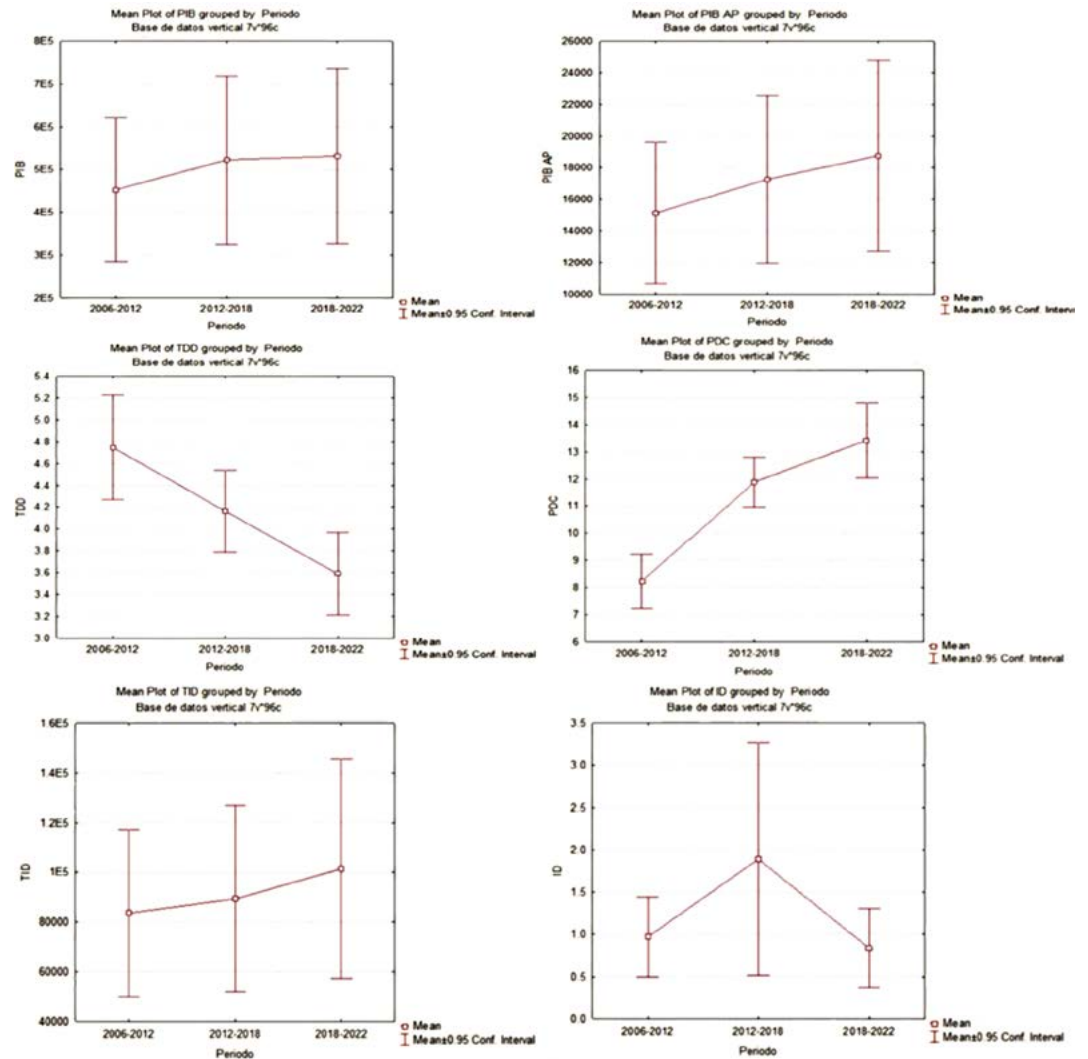 Mean Plot of PIB grouped by Periodo
Base de datos vertical 7v*96c
8E5
7E5
6E5
5E5
4E5
3E5
2E5
PIB
2006-2012 2012-2018 2018-2022
Periodo
Mean
Mean±0.95 Conf. Interval
Mean Plot of PIB AP grouped by Periodo
Base de datos vertical 7v*96c
26000
24000
22000
20000
18000
16000
14000
12000
10000
PIB AP
2006-2012 2012-2018 2018-2022
Periodo
Mean
Mean±0.95 Conf. Interval
Mean Plot of TDD grouped by Periodo
Base de datos vertical 7v*96c
5.4
5.2
5.0
4.8
4.6
4.4
4.2
4.0
3.8
3.6
3.4
3.2
3.0
TDD
2006-2012 2012-2018 2018-2022
Periodo
Mean
Mean±0.95 Conf. Interval
Mean Plot of PDC grouped by Periodo
Base de datos vertical 7v*96c
16
15
14
13
12
11
10
9
8
7
6
PDC
2006-2012 2012-2018 2018-2022
Periodo
Mean
Mean±0.95 Conf. Interval
Mean Plot of TID grouped by Periodo
Base de datos vertical 7v*96c
1.6E5
1.4E5
1.2E5
1E5
80000
60000
40000
TID
2006-2012 2012-2018 2018-2022
Periodo
Mean
Mean±0.95 Conf. Interval
Mean Plot of ID grouped by Periodo
Base de datos vertical 7v*96c
3.5
3.0
2.5
2.0
1.5
1.0
0.5
0.0
ID
2006-2012 2012-2018 2018-2022
Periodo
Mean
Mean±0.95 Conf. Interval